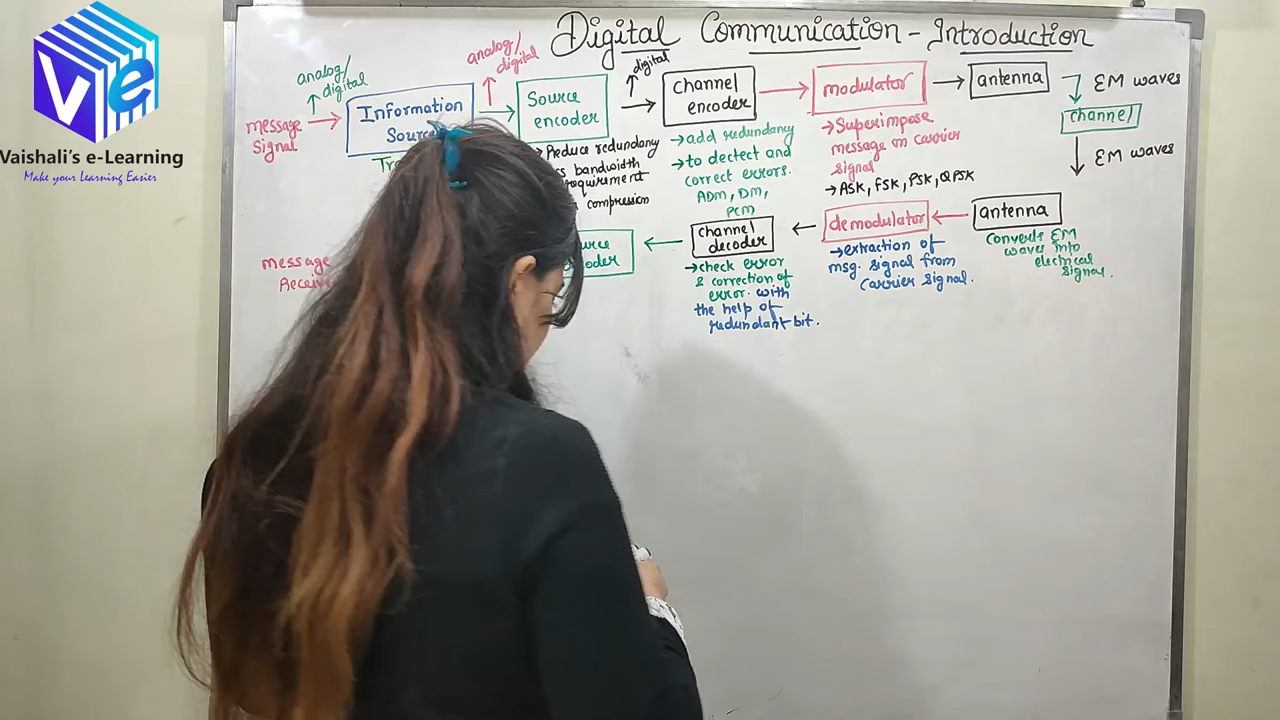 Digital Communication - Introduction
Ve
Vaishali's e-Learning
Make your Learning Easier
message
Signal
analog/
digital
Information
Source
analog/
digital
Source
encoder
Reduce redundancy
bandwidth
requirement
compression
digital
channel
encoder
→add redundancy
→to dectect and
correct errors.
ADM, DM,
PCM
modulator
→Superimpose
message on carrier
signal
→ASK, FSK, PSK, QPSK
antenna
EM waves
channel
EM waves
antenna
converts EM
waves into
electrical
signal.
demodulator
→extraction of
msg. signal from
carrier signal.
channel
decoder
→check error
& correction of
error. with
the help of
redundant bit.
message